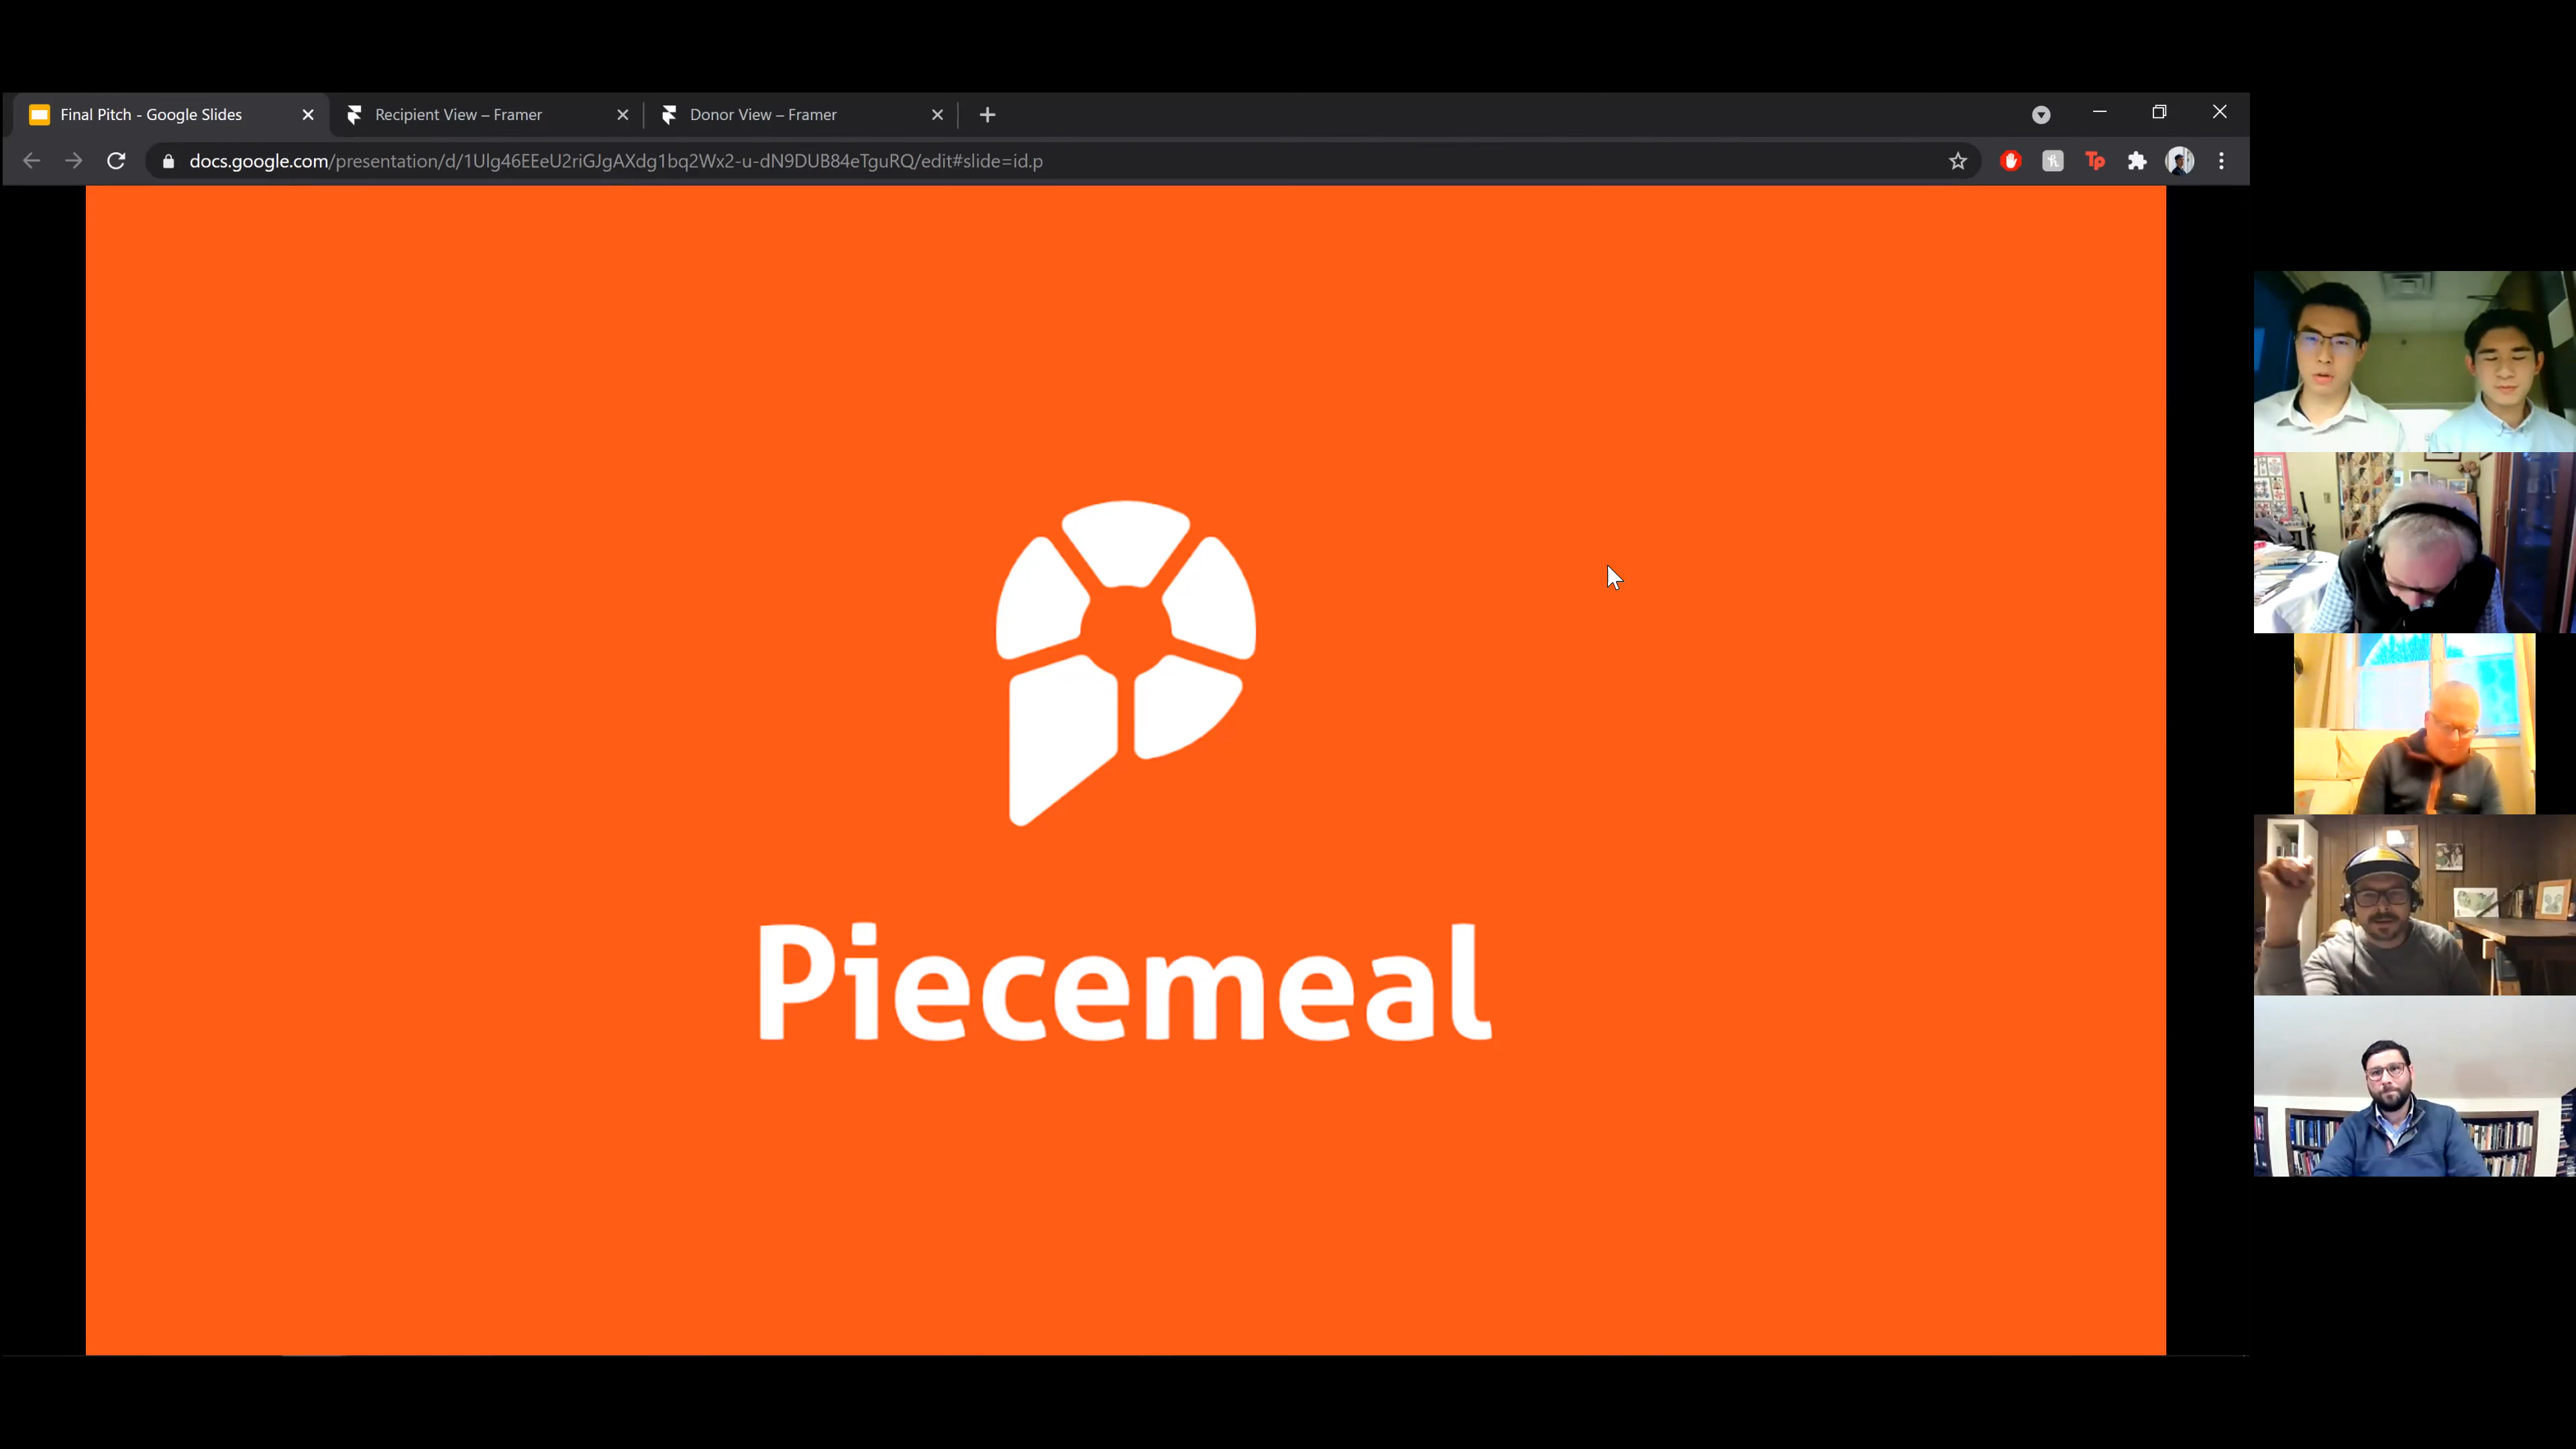 Final Pitch - Google Slides
Recipient View – Framer
Donor View – Framer
docs.google.com/presentation/d/1Ulg46EEeU2riGJgAXdg1bq2Wx2-u-dN9DUB84eTguRQ/edit#slide=id.p
Tp
Piecemeal